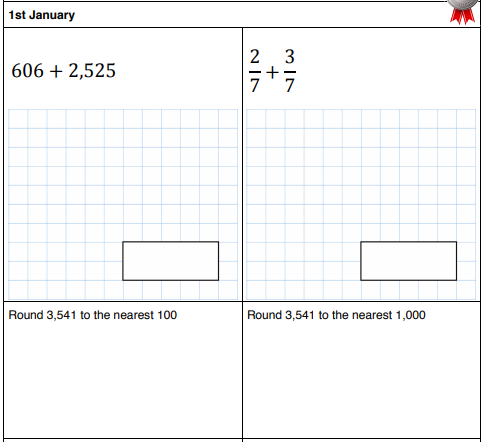 1st January
606 + 2,525
2/7 + 3/7
Round 3,541 to the nearest 100
Round 3,541 to the nearest 1,000